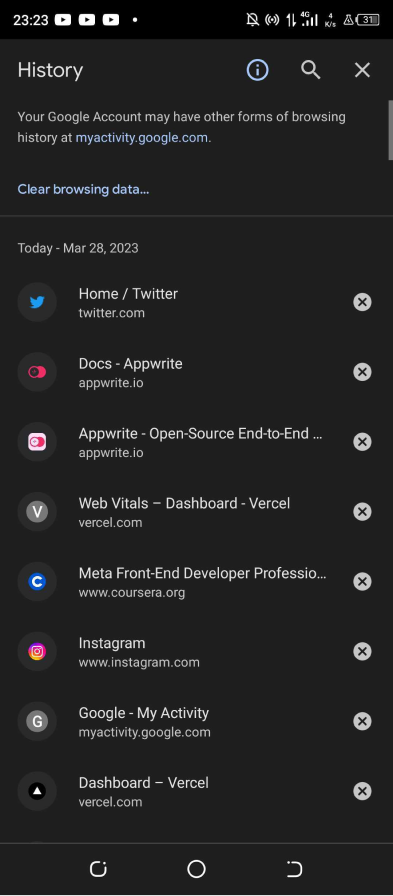 23:23
4G
4
K/s
31
History
Your Google Account may have other forms of browsing
history at myactivity.google.com.
Clear browsing data...
Today - Mar 28, 2023
Home / Twitter
twitter.com
Docs - Appwrite
appwrite.io
Appwrite - Open-Source End-to-End ...
appwrite.io
V
Web Vitals – Dashboard - Vercel
vercel.com
C
Meta Front-End Developer Professio...
www.coursera.org
Instagram
www.instagram.com
G
Google - My Activity
myactivity.google.com
Dashboard – Vercel
vercel.com